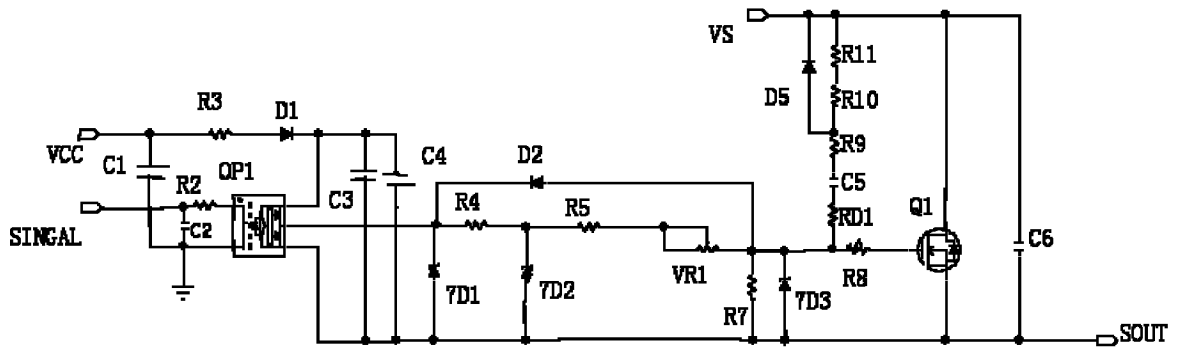 VS
R11
D5
R10
R3
D1
VCC
R9
C1
OP1
C4
D2
C3
C5
R2
R4
R5
RD1
Q1
SINGAL
C2
C6
VR1
R8
7D1
7D2
R7
7D3
SOUT